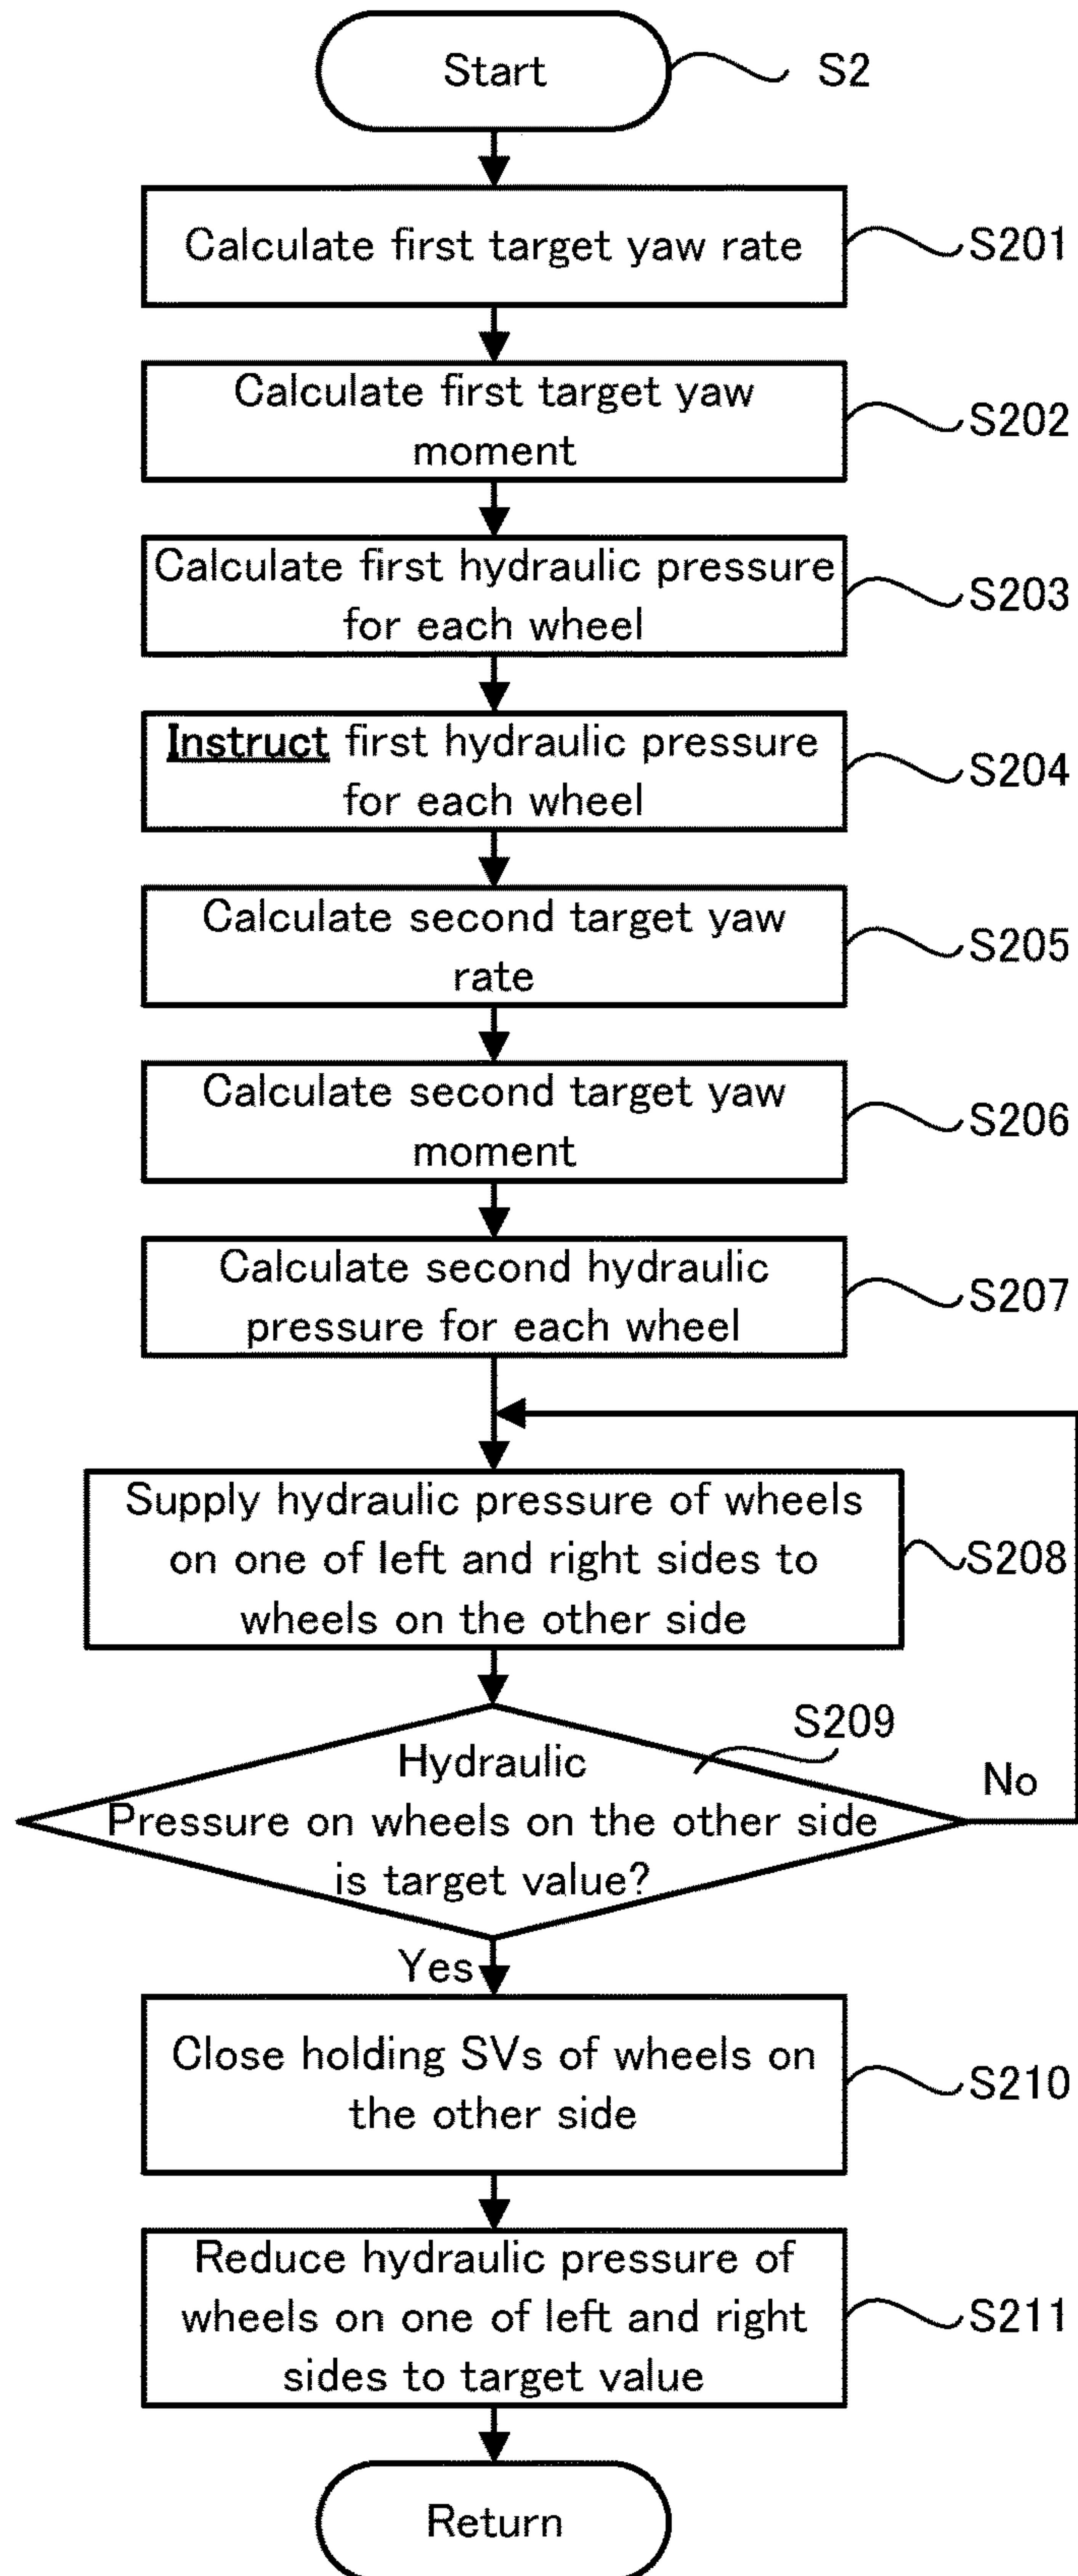 Start
S2
Calculate first target yaw rate
S201
Calculate first target yaw
moment
S202
Calculate first hydraulic pressure
for each wheel
S203
Instruct first hydraulic pressure
for each wheel
S204
Calculate second target yaw
rate
S205
Calculate second target yaw
moment
S206
Calculate second hydraulic
pressure for each wheel
S207
Supply hydraulic pressure of wheels
on one of left and right sides to
wheels on the other side
S208
S209
Hydraulic
Pressure on wheels on the other side
is target value?
No
Yes
Close holding SVs of wheels on
the other side
S210
Reduce hydraulic pressure of
wheels on one of left and right
sides to target value
S211
Return